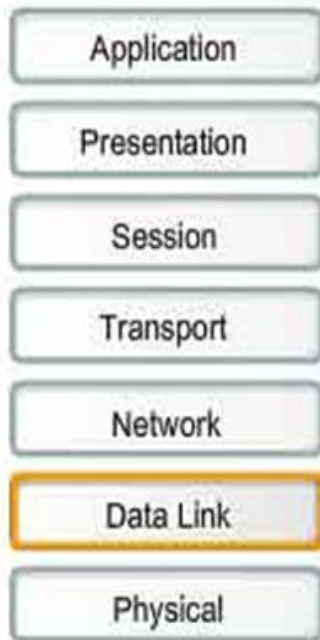 Application
Presentation
Session
Transport
Network
Data Link
Physical